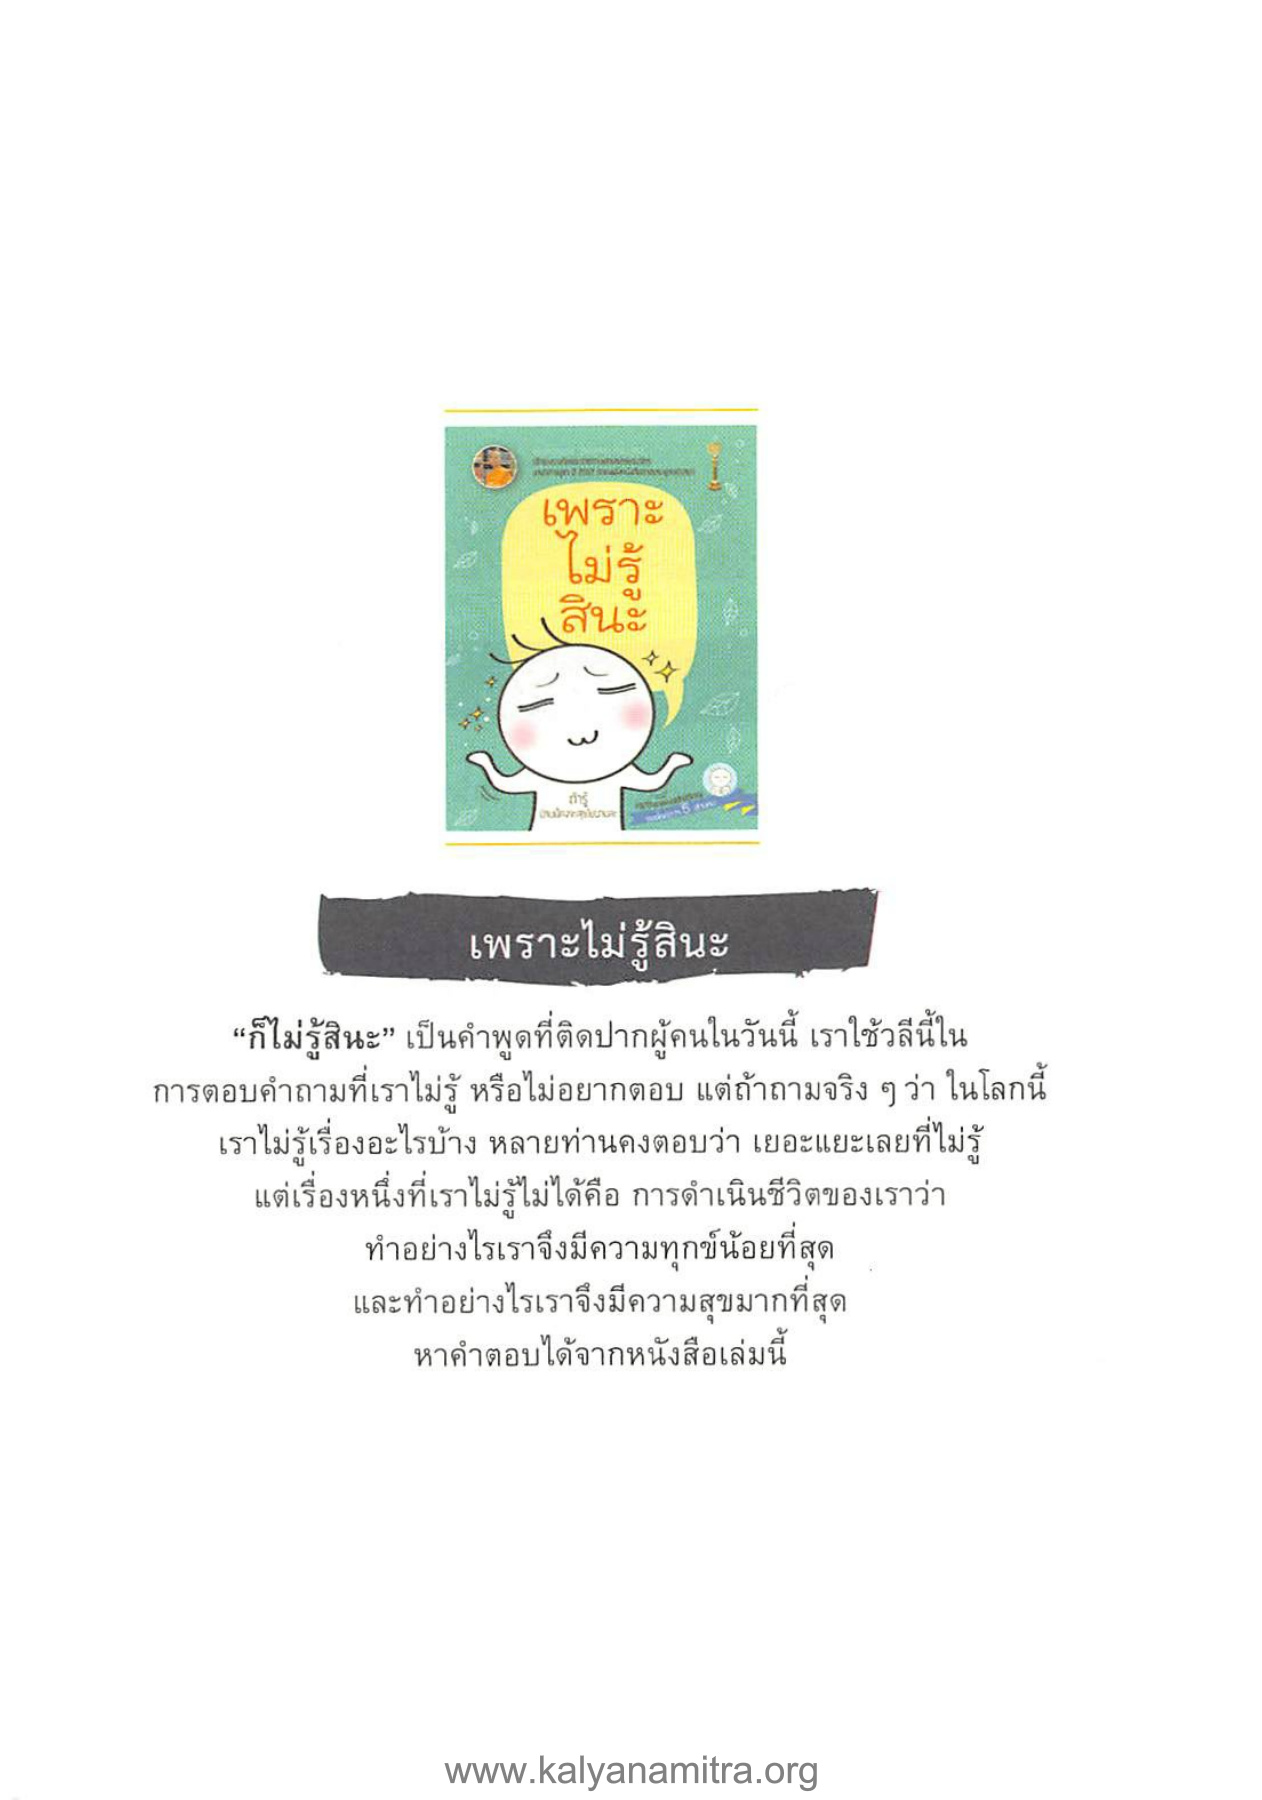 เพราะ
ไม่รู้
สินะ
ถ้ารู้
เพราะไม่รู้สินะ
“ก็ไม่รู้สินะ” เป็นคำพูดที่ติดปากผู้คนในวันนี้ เราใช้วลีนี้ใน
การตอบคำถามที่เราไม่รู้ หรือไม่อยากตอบ แต่ถ้าถามจริง ๆ ว่า ในโลกนี้
เราไม่รู้เรื่องอะไรบ้าง หลายท่านคงตอบว่า เยอะแยะเลยที่ไม่รู้
แต่เรื่องหนึ่งที่เราไม่รู้ไม่ได้คือ การดำเนินชีวิตของเราว่า
ทำอย่างไรเราจึงมีความทุกข์น้อยที่สุด
และทำอย่างไรเราจึงมีความสุขมากที่สุด
หาคำตอบได้จากหนังสือเล่มนี้
www.kalyanamitra.org